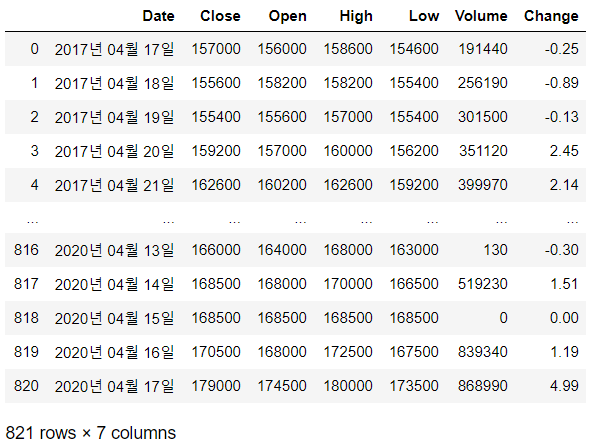 Date Close Open High Low Volume Change
0 2017년 04월 17일 157000 156000 158600 154600 191440 -0.25
1 2017년 04월 18일 155600 158200 158200 155400 256190 -0.89
2 2017년 04월 19일 155400 155600 157000 155400 301500 -0.13
3 2017년 04월 20일 159200 157000 160000 156200 351120 2.45
4 2017년 04월 21일 162600 160200 162600 159200 399970 2.14
... ... ... ... ... ... ... ...
816 2020년 04월 13일 166000 164000 168000 163000 130 -0.30
817 2020년 04월 14일 168500 168000 170000 166500 519230 1.51
818 2020년 04월 15일 168500 168500 168500 168500 0 0.00
819 2020년 04월 16일 170500 168000 172500 167500 839340 1.19
820 2020년 04월 17일 179000 174500 180000 173500 868990 4.99
821 rows × 7 columns